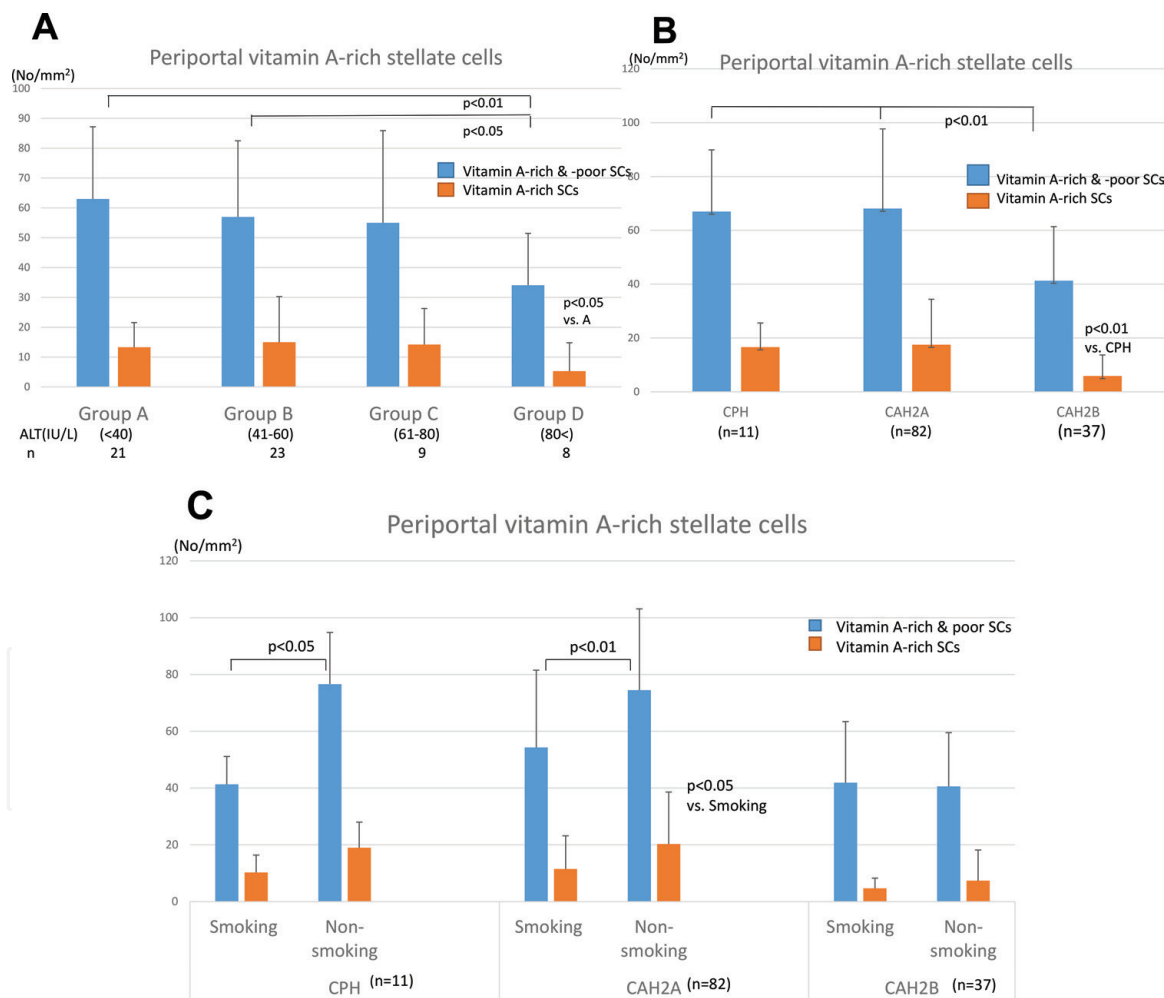 A
Periportal vitamin A-rich stellate cells
(No/mm²)
100
90
80
70
60
50
40
30
20
10
0
p<0.01
p<0.05
Vitamin A-rich & -poor SCs
Vitamin A-rich SCs
p<0.05
vs. A
Group A Group B Group C Group D
ALT(IU/L) (<40) (41-60) (61-80) (80<)
n 21 23 9 8
B
Periportal vitamin A-rich stellate cells
(No/mm²)
120
100
80
60
40
20
0
p<0.01
Vitamin A-rich & -poor SCs
Vitamin A-rich SCs
p<0.01
vs. CPH
CPH CAH2A CAH2B
(n=11) (n=82) (n=37)
C
Periportal vitamin A-rich stellate cells
(No/mm²)
120
100
80
60
40
20
0
p<0.05
p<0.01
Vitamin A-rich & poor SCs
Vitamin A-rich SCs
p<0.05
vs. Smoking
Smoking Non- Smoking Non- Smoking Non-
smoking smoking smoking
CPH (n=11) CAH2A (n=82) CAH2B (n=37)